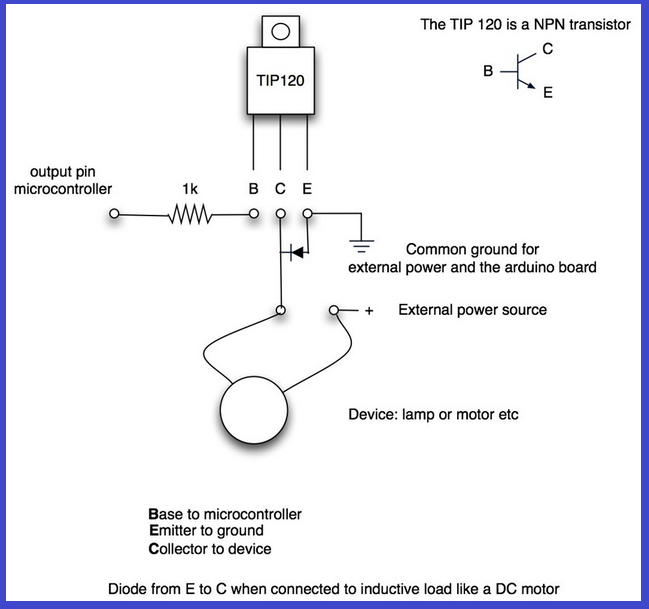 The TIP 120 is a NPN transistor
C
B
E
TIP120
output pin
microcontroller
1k
B C E
Common ground for
external power and the arduino board
+ External power source
Device: lamp or motor etc
Base to microcontroller
Emitter to ground
Collector to device
Diode from E to C when connected to inductive load like a DC motor